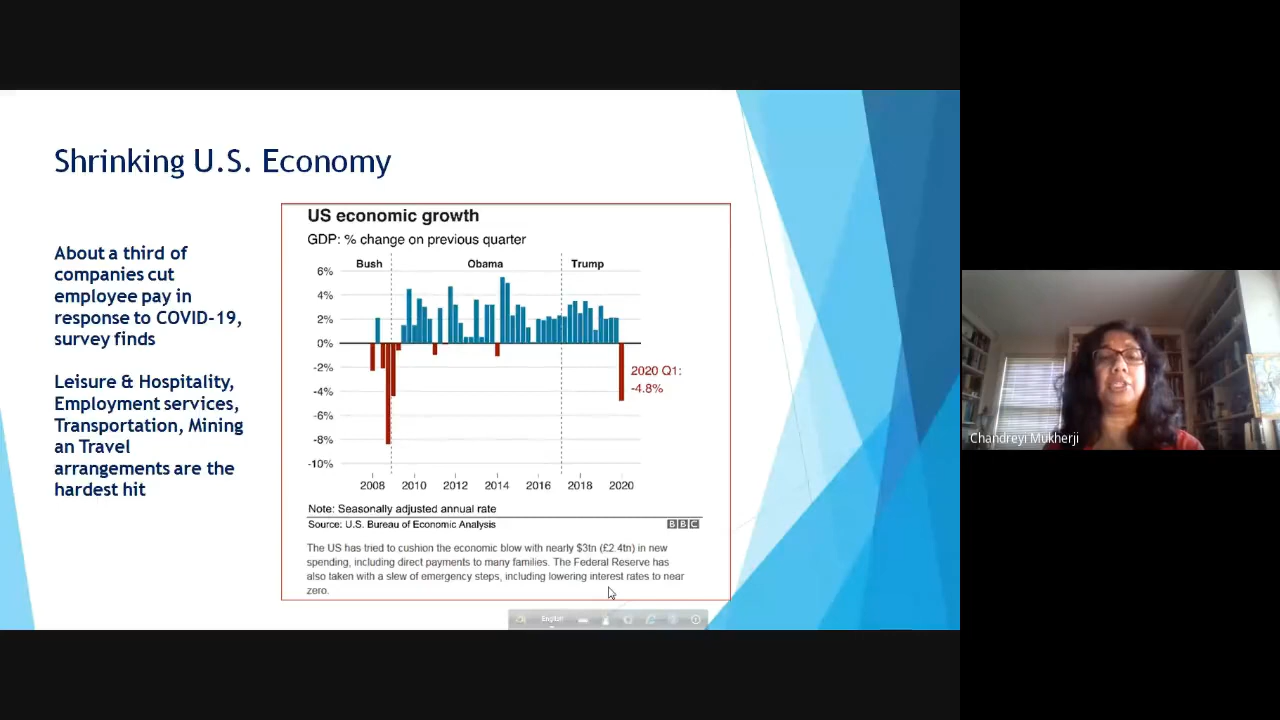 Shrinking U.S. Economy
About a third of
companies cut
employee pay in
response to COVID-19,
survey finds
Leisure & Hospitality,
Employment services,
Transportation, Mining
an Travel
arrangements are the
hardest hit
US economic growth
GDP: % change on previous quarter
Bush Obama Trump
6%
4%
2%
0%
-2%
-4%
-6%
-8%
-10%
2020 Q1:
-4.8%
2008 2010 2012 2014 2016 2018 2020
Note: Seasonally adjusted annual rate
Source: U.S. Bureau of Economic Analysis
BBC
The US has tried to cushion the economic blow with nearly $3tn (£2.4tn) in new
spending, including direct payments to many families. The Federal Reserve has
also taken with a slew of emergency steps, including lowering interest rates to near
zero.
English
Chandreyi Mukherji